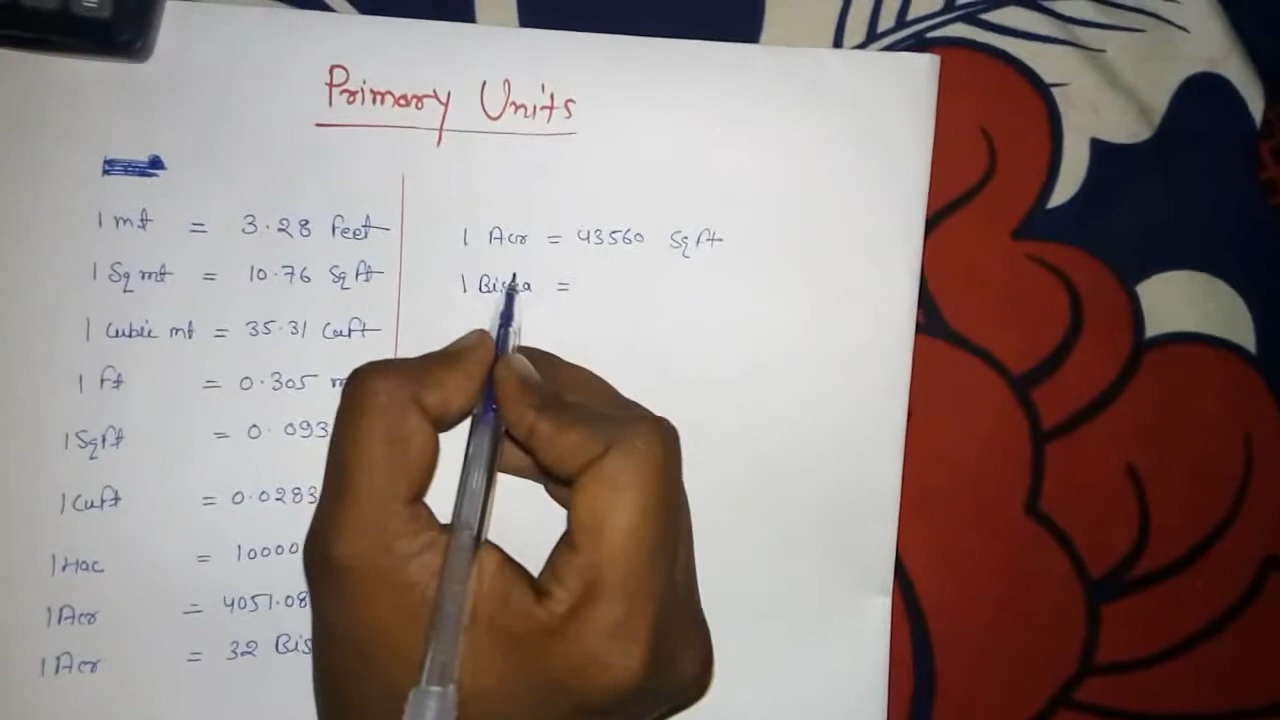 Primary Units
1 mt = 3.28 feet
1 Sq mt = 10.76 Sq ft
1 Cubic mt = 35.31 Cuft
1 ft = 0.305 m
1 Sq ft = 0.093
1 Cuft = 0.0283
1 Hac = 10000
1 Acr = 4051.08
1 Acr = 32 Bis
1 Acr = 43560 Sq ft
1 =